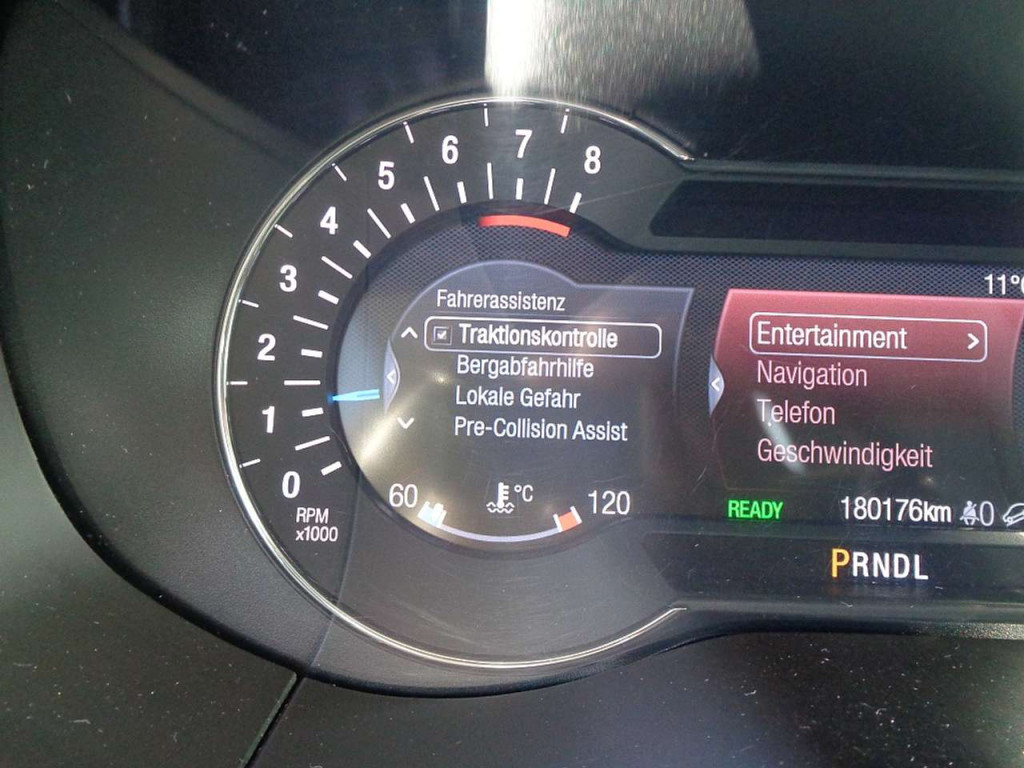 8
7
6
5
4
3
2
1
0
RPM
x1000
Fahrerassistenz
Traktionskontrolle
Bergabfahrhilfe
Lokale Gefahr
Pre-Collision Assist
60 °C 120
11°
Entertainment >
Navigation
Telefon
Geschwindigkeit
READY 180176km 0
PRNDL